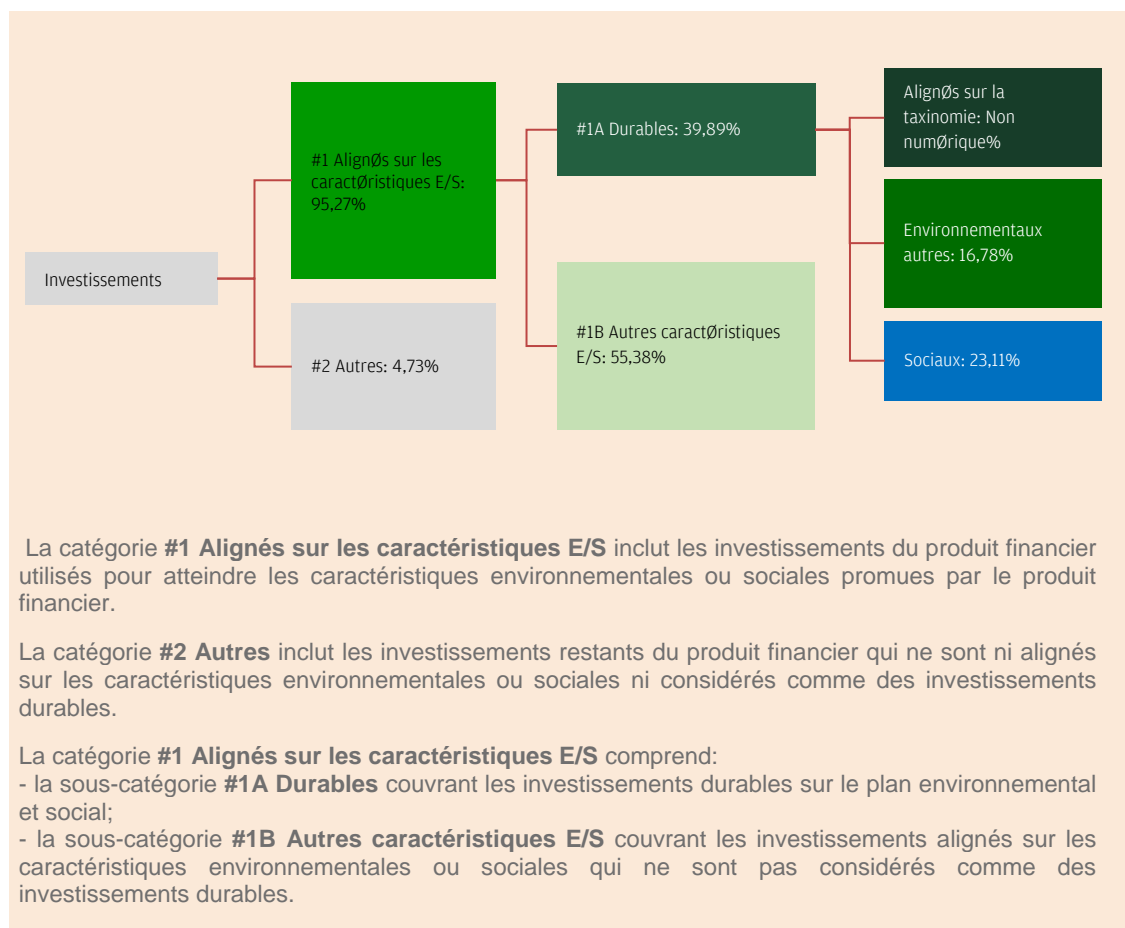 Investissements
#1 AlignØs sur les
caractØristiques E/S:
95,27%
#2 Autres: 4,73%
#1A Durables: 39,89%
#1B Autres caractØristiques
E/S: 55,38%
AlignØs sur la
taxinomie: Non
numØrique%
Environnementaux
autres: 16,78%
Sociaux: 23,11%
La catégorie #1 Alignés sur les caractéristiques E/S inclut les investissements du produit financier
utilisés pour atteindre les caractéristiques environnementales ou sociales promues par le produit
financier.
La catégorie #2 Autres inclut les investissements restants du produit financier qui ne sont ni alignés
sur les caractéristiques environnementales ou sociales ni considérés comme des investissements
durables.
La catégorie #1 Alignés sur les caractéristiques E/S comprend:
- la sous-catégorie #1A Durables couvrant les investissements durables sur le plan environnemental
et social;
- la sous-catégorie #1B Autres caractéristiques E/S couvrant les investissements alignés sur les
caractéristiques environnementales ou sociales qui ne sont pas considérés comme des
investissements durables.